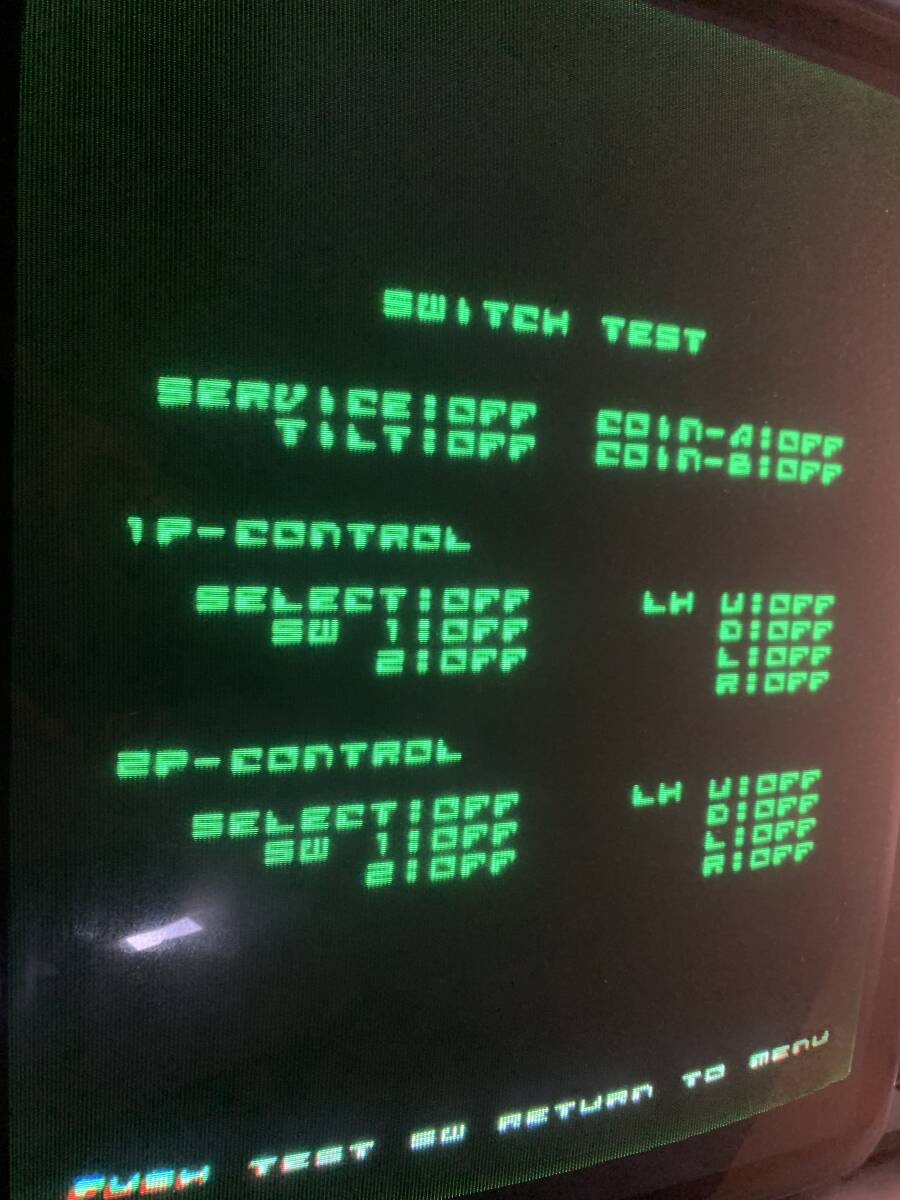 SWITCH TEST
SERVICE:OFF COIN-A:OFF
TILT:OFF COIN-B:OFF
1P-CONTROL
SELECT:OFF LH U:OFF
SW 1:OFF D:OFF
2:OFF L:OFF
R:OFF
2P-CONTROL
SELECT:OFF LH U:OFF
SW 1:OFF D:OFF
2:OFF L:OFF
R:OFF
PUSH TEST SW RETURN TO MENU